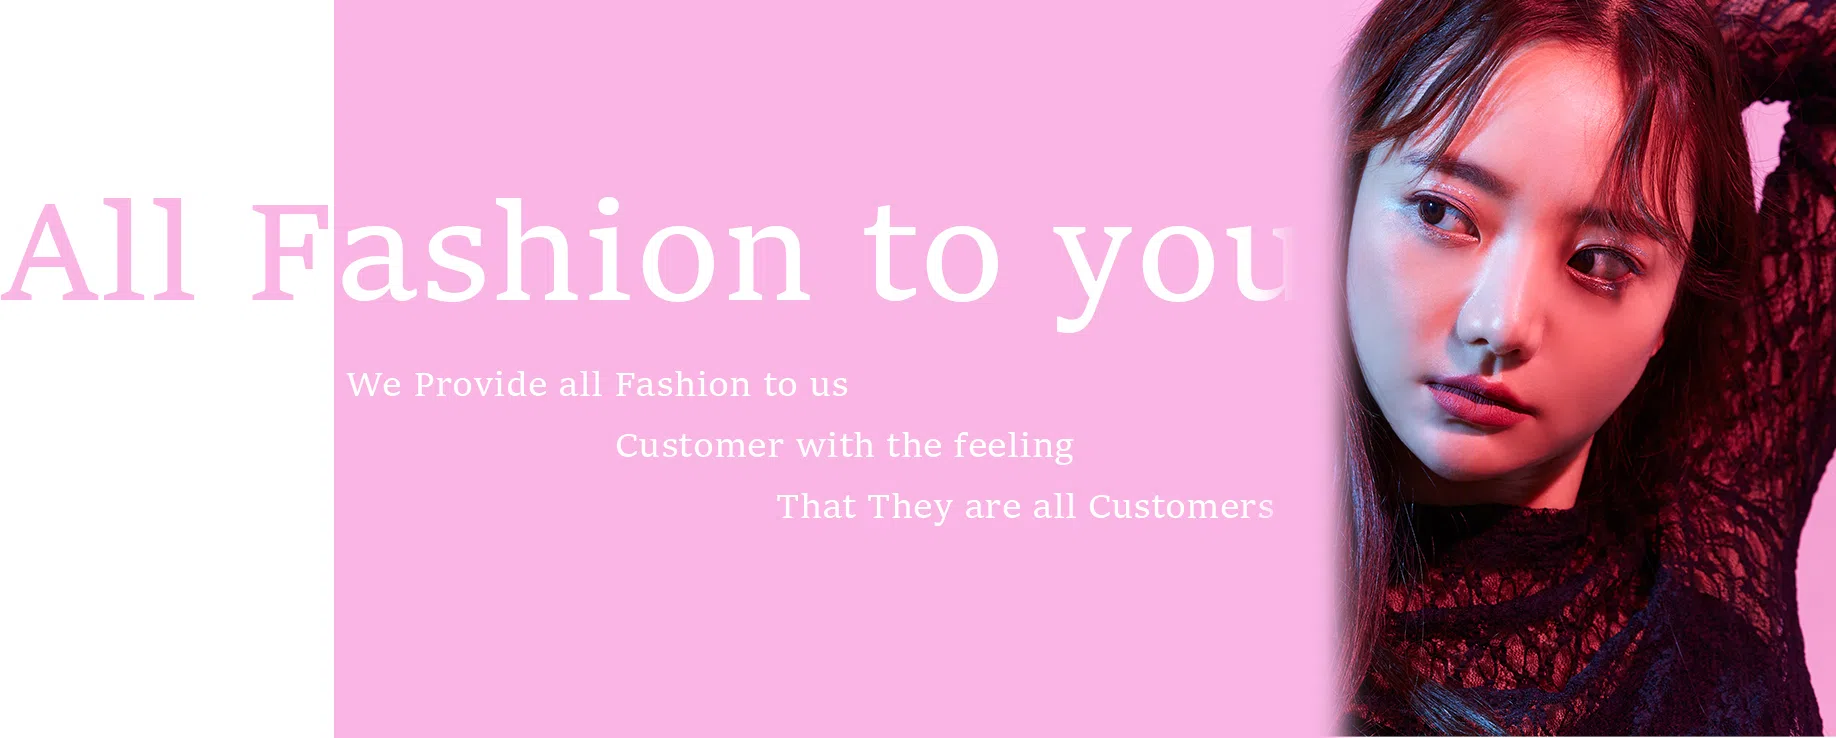 All Fashion to you
We Provide all Fashion to us
Customer with the feeling
That They are all Customers